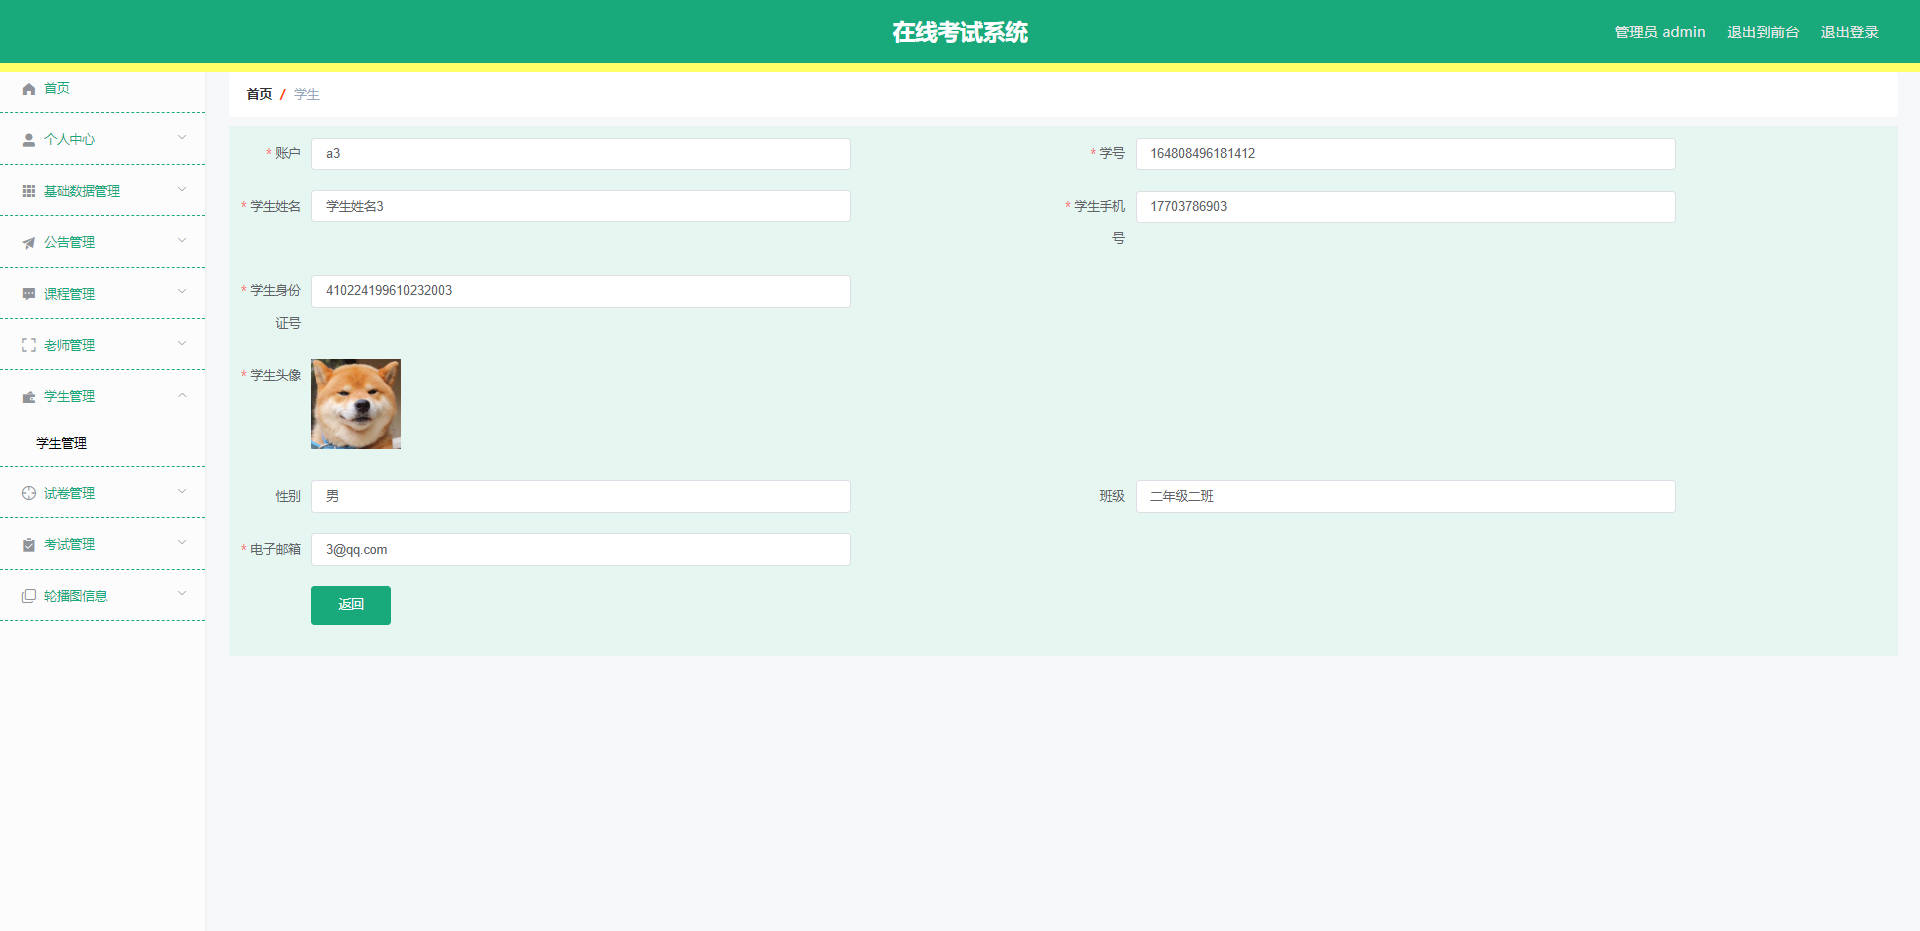 在线考试系统
管理员 admin 退出到前台 退出登录
首页
个人中心
基础数据管理
公告管理
课程管理
老师管理
学生管理
学生管理
试卷管理
考试管理
轮播图信息
首页 / 学生
* 账户 a3
* 学号 164808496181412
* 学生姓名 学生姓名3
* 学生手机
号
17703786903
* 学生身份
证号
410224199610232003
* 学生头像
性别 男
班级 二年级二班
* 电子邮箱 3@qq.com
返回